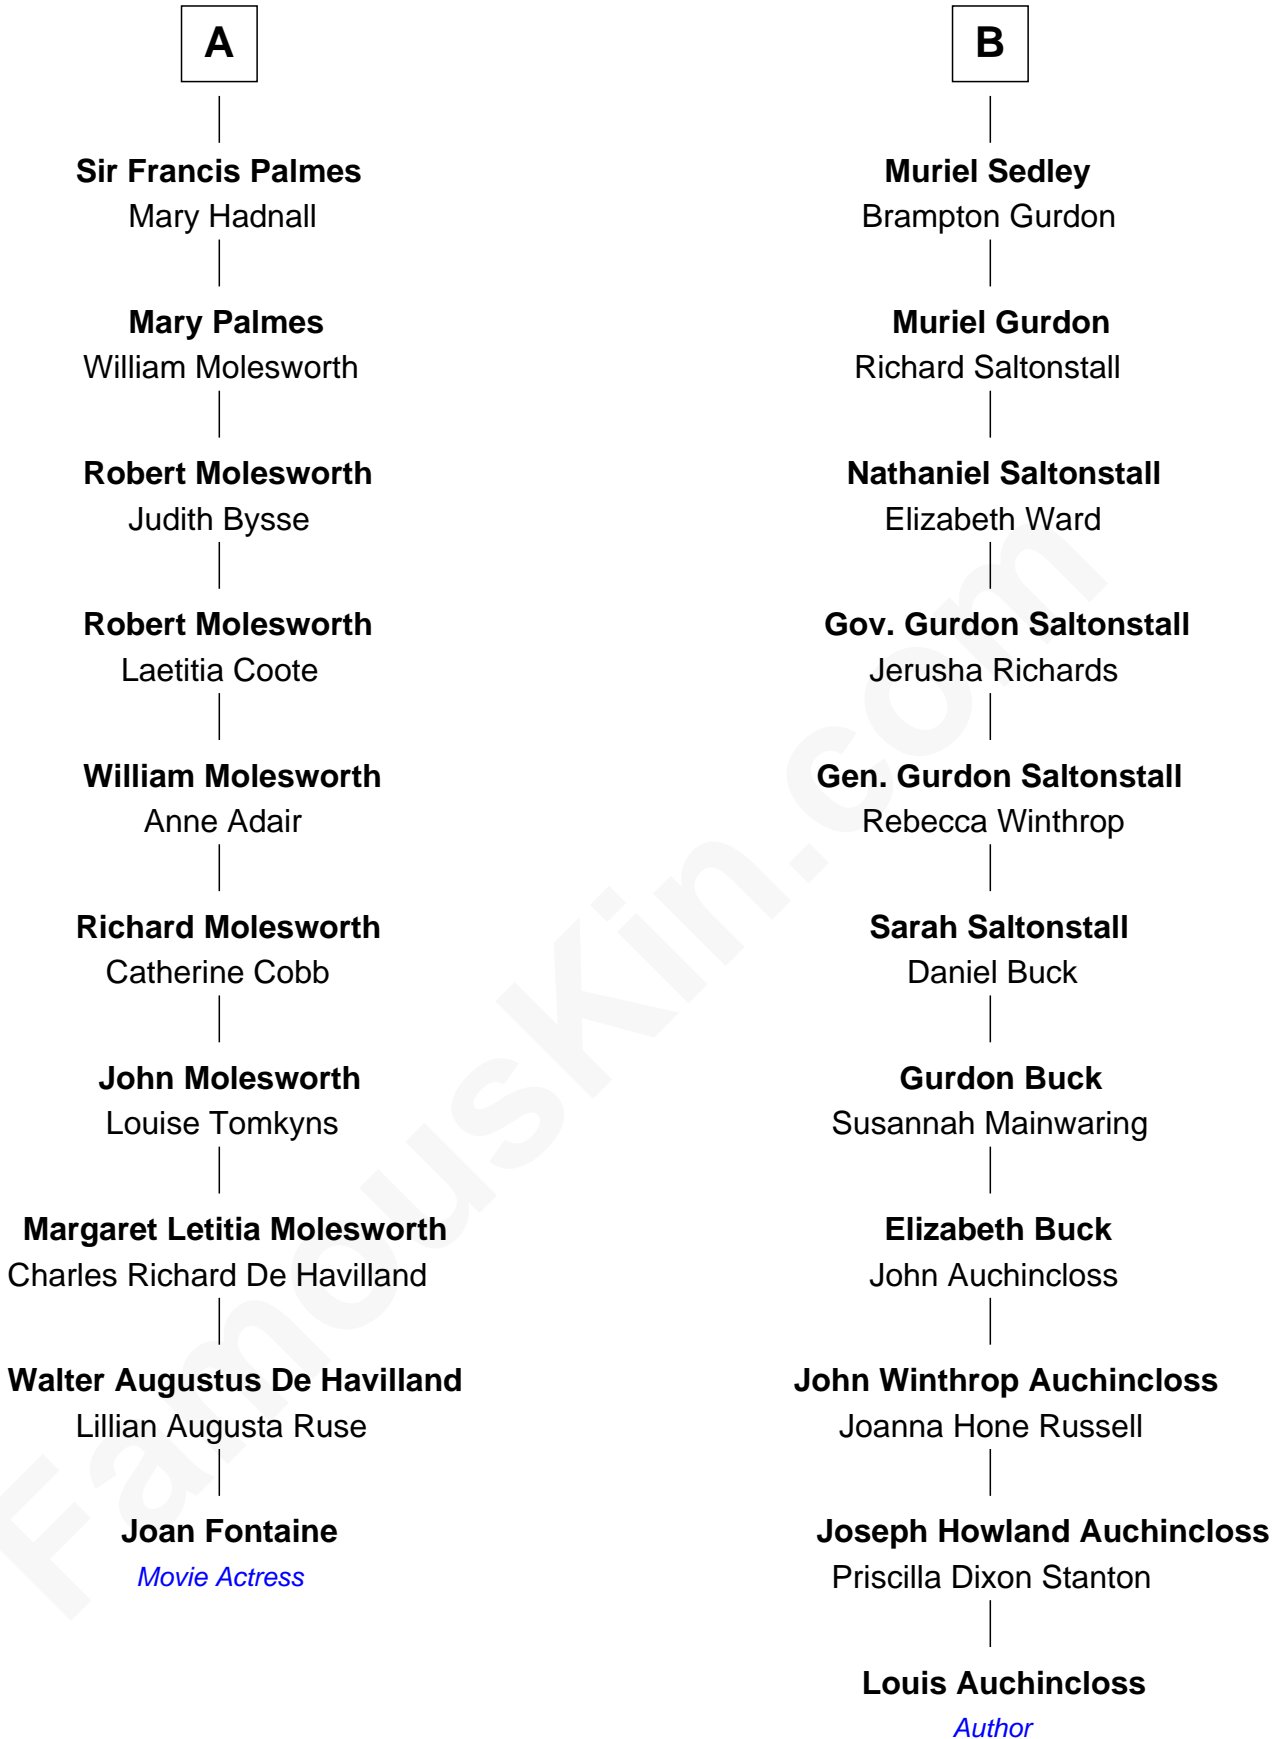 A
Sir Francis Palmes
Mary Hadnall
Mary Palmes
William Molesworth
Robert Molesworth
Judith Bysse
Robert Molesworth
Laetitia Coote
William Molesworth
Anne Adair
Richard Molesworth
Catherine Cobb
John Molesworth
Louise Tomkyns
Margaret Letitia Molesworth
Charles Richard De Havilland
Walter Augustus De Havilland
Lillian Augusta Ruse
Joan Fontaine
Movie Actress
B
Muriel Sedley
Brampton Gurdon
Muriel Gurdon
Richard Saltonstall
Nathaniel Saltonstall
Elizabeth Ward
Gov. Gurdon Saltonstall
Jerusha Richards
Gen. Gurdon Saltonstall
Rebecca Winthrop
Sarah Saltonstall
Daniel Buck
Gurdon Buck
Susannah Mainwaring
Elizabeth Buck
John Auchincloss
John Winthrop Auchincloss
Joanna Hone Russell
Joseph Howland Auchincloss
Priscilla Dixon Stanton
Louis Auchincloss
Author
FamousKin.com